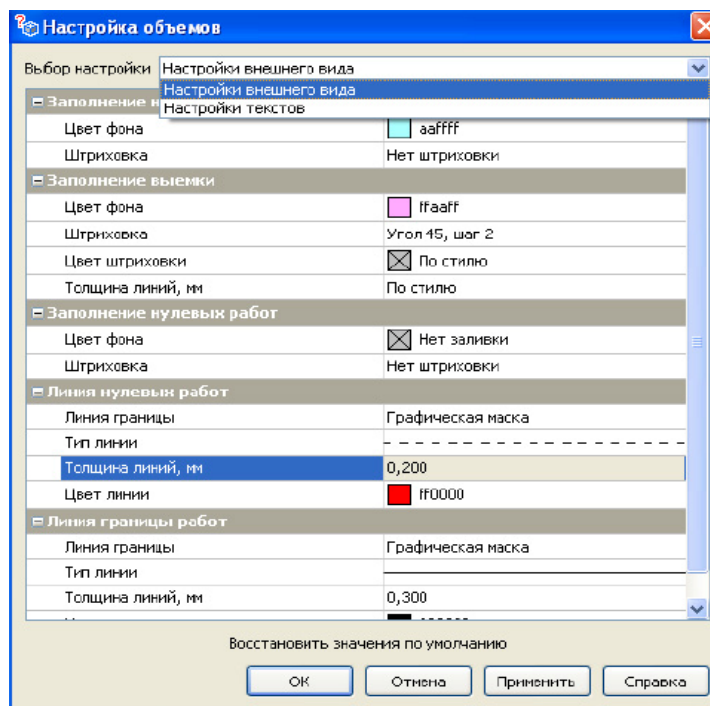 Настройка объемов
Выбор настройки Настройки внешнего вида
Настройки внешнего вида
Настройки текстов
Заполнение
Цвет фона aaffff
Штриховка Нет штриховки
Заполнение выемки
Цвет фона ffaaff
Штриховка Угол 45, шаг 2
Цвет штриховки По стилю
Толщина линий, мм По стилю
Заполнение нулевых работ
Цвет фона Нет заливки
Штриховка Нет штриховки
Линия нулевых работ
Линия границы Графическая маска
Тип линии
Толщина линий, мм 0,200
Цвет линии ff0000
Линия границы работ
Линия границы Графическая маска
Тип линии
Толщина линий, мм 0,300
Восстановить значения по умолчанию
ОК Отмена Применить Справка